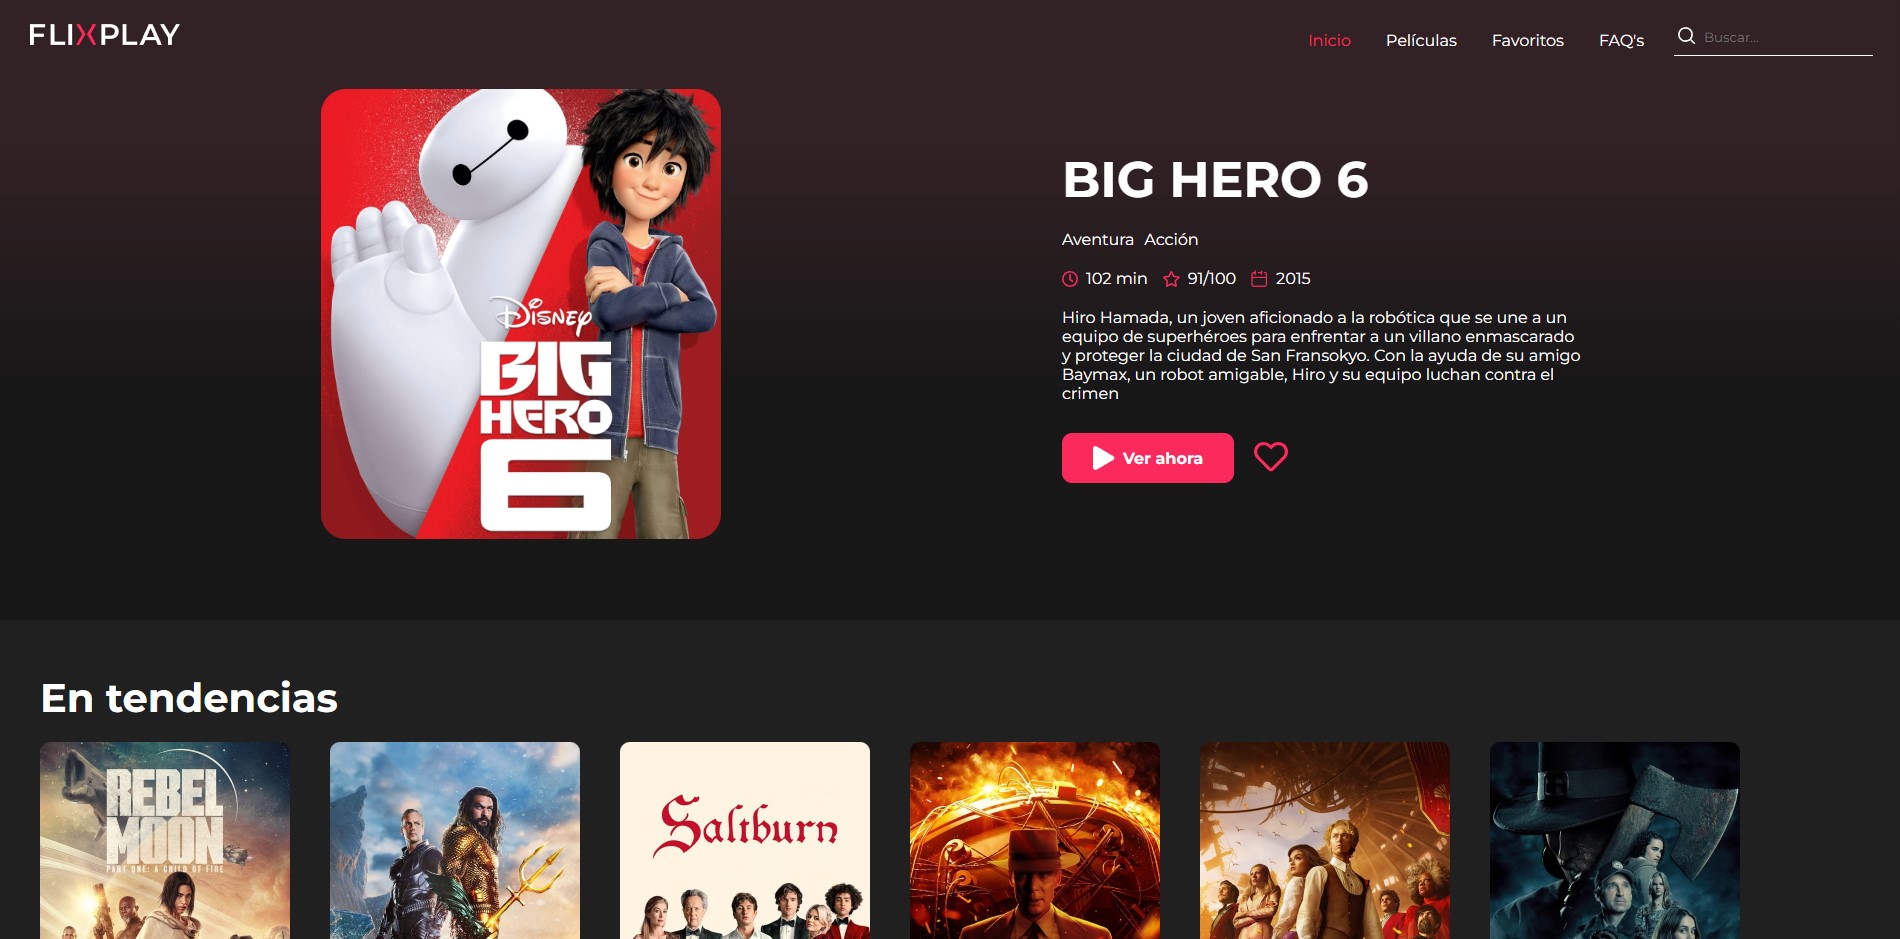 FLIXPLAY
Inicio Películas Favoritos FAQ's Buscar...
Disney
BIG
HERO
6
BIG HERO 6
Aventura Acción
102 min 91/100 2015
Hiro Hamada, un joven aficionado a la robótica que se une a un
equipo de superhéroes para enfrentar a un villano enmascarado
y proteger la ciudad de San Fransokyo. Con la ayuda de su amigo
Baymax, un robot amigable, Hiro y su equipo luchan contra el
crimen
Ver ahora
En tendencias
REBEL
MOON
PART ONE: A CHILD OF FIRE
Saltburn